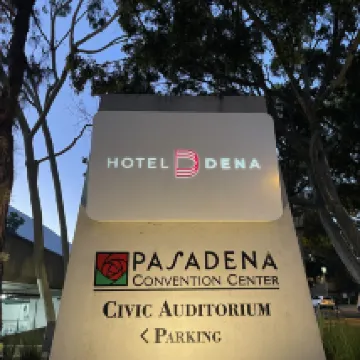 HOTEL D DENA
PASADENA
CONVENTION CENTER
CIVIC AUDITORIUM
< PARKING